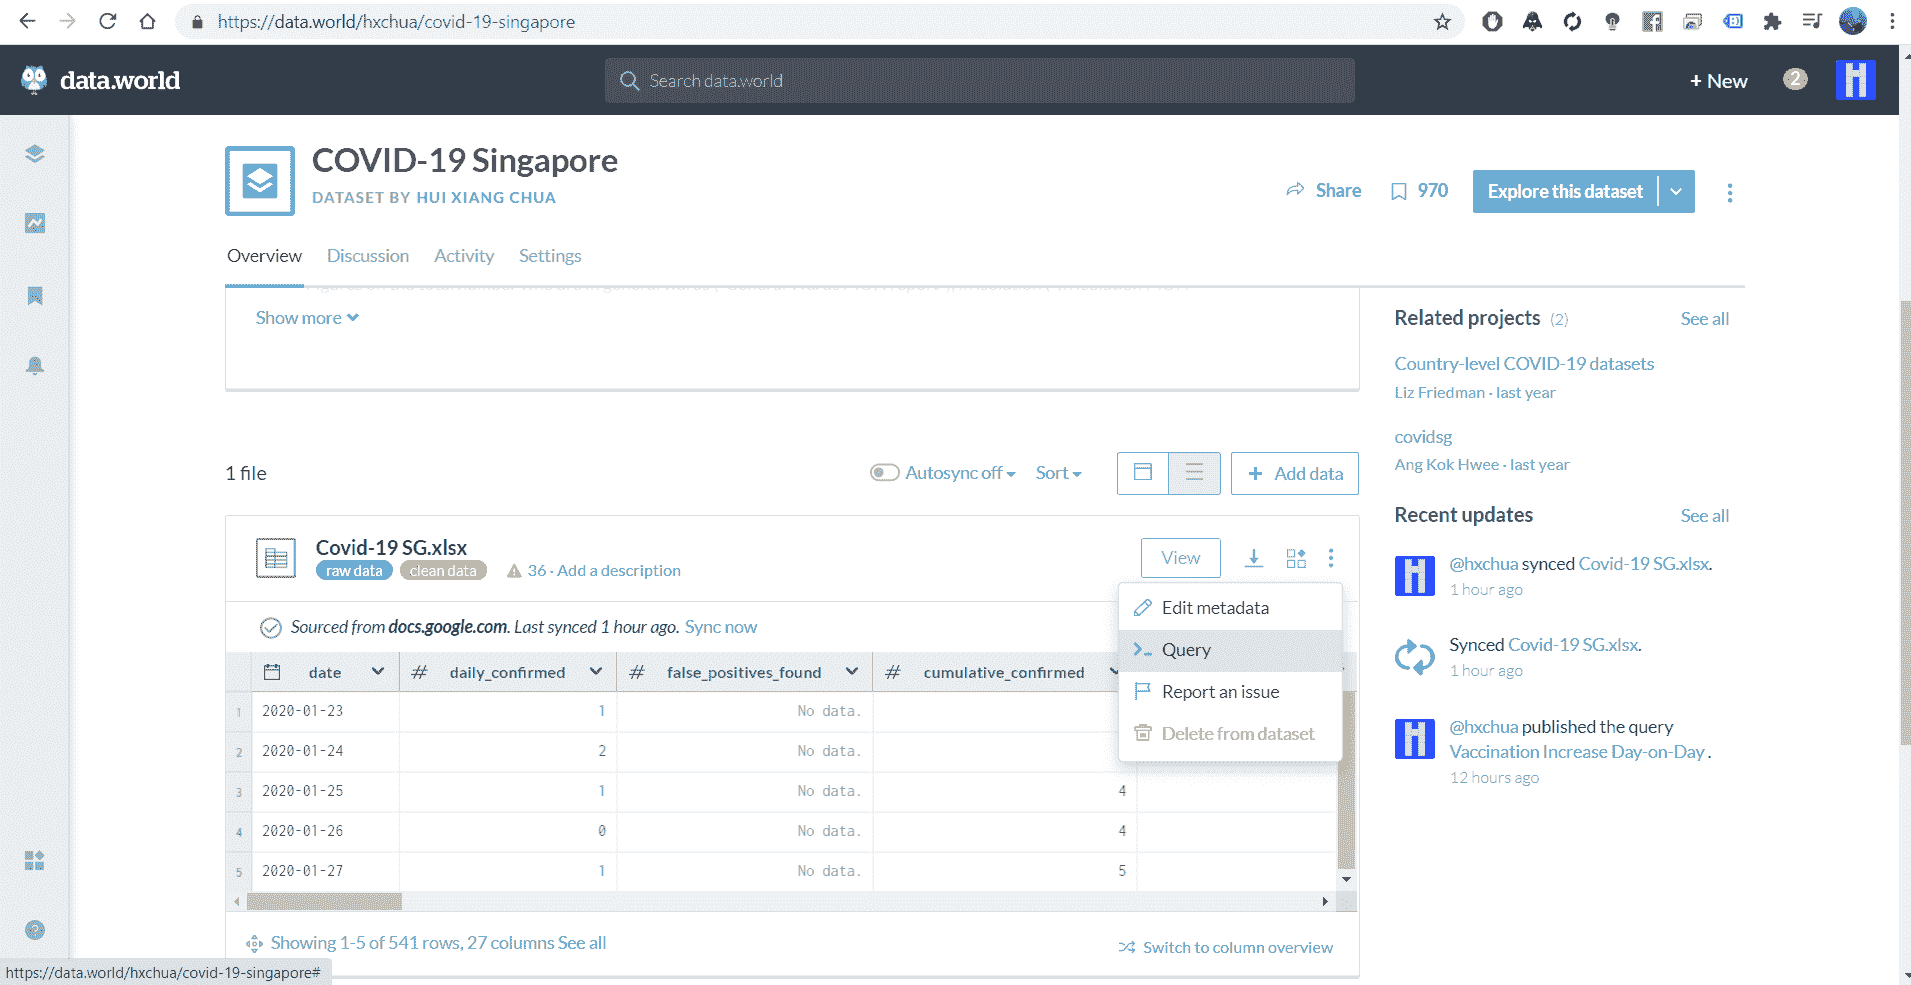 https://data.world/hxchua/covid-19-singapore
data.world
Search data.world
+ New
2
COVID-19 Singapore
DATASET BY HUI XIANG CHUA
Share
970
Explore this dataset
Overview
Discussion
Activity
Settings
Show more
Related projects (2)
See all
Country-level COVID-19 datasets
Liz Friedman · last year
covidsg
Ang Kok Hwee · last year
1 file
Autosync off
Sort
+ Add data
Recent updates
See all
Covid-19 SG.xlsx
raw data
clean data
36 · Add a description
View
Edit metadata
Query
Report an issue
Delete from dataset
@hxchua synced Covid-19 SG.xlsx.
1 hour ago
Synced Covid-19 SG.xlsx.
1 hour ago
@hxchua published the query
Vaccination Increase Day-on-Day .
12 hours ago
Sourced from docs.google.com. Last synced 1 hour ago. Sync now
date # daily_confirmed # false_positives_found # cumulative_confirmed
1 2020-01-23 1 No data.
2 2020-01-24 2 No data.
3 2020-01-25 1 No data. 4
4 2020-01-26 0 No data. 4
5 2020-01-27 1 No data. 5
Showing 1-5 of 541 rows, 27 columns See all
Switch to column overview
https://data.world/hxchua/covid-19-singapore#